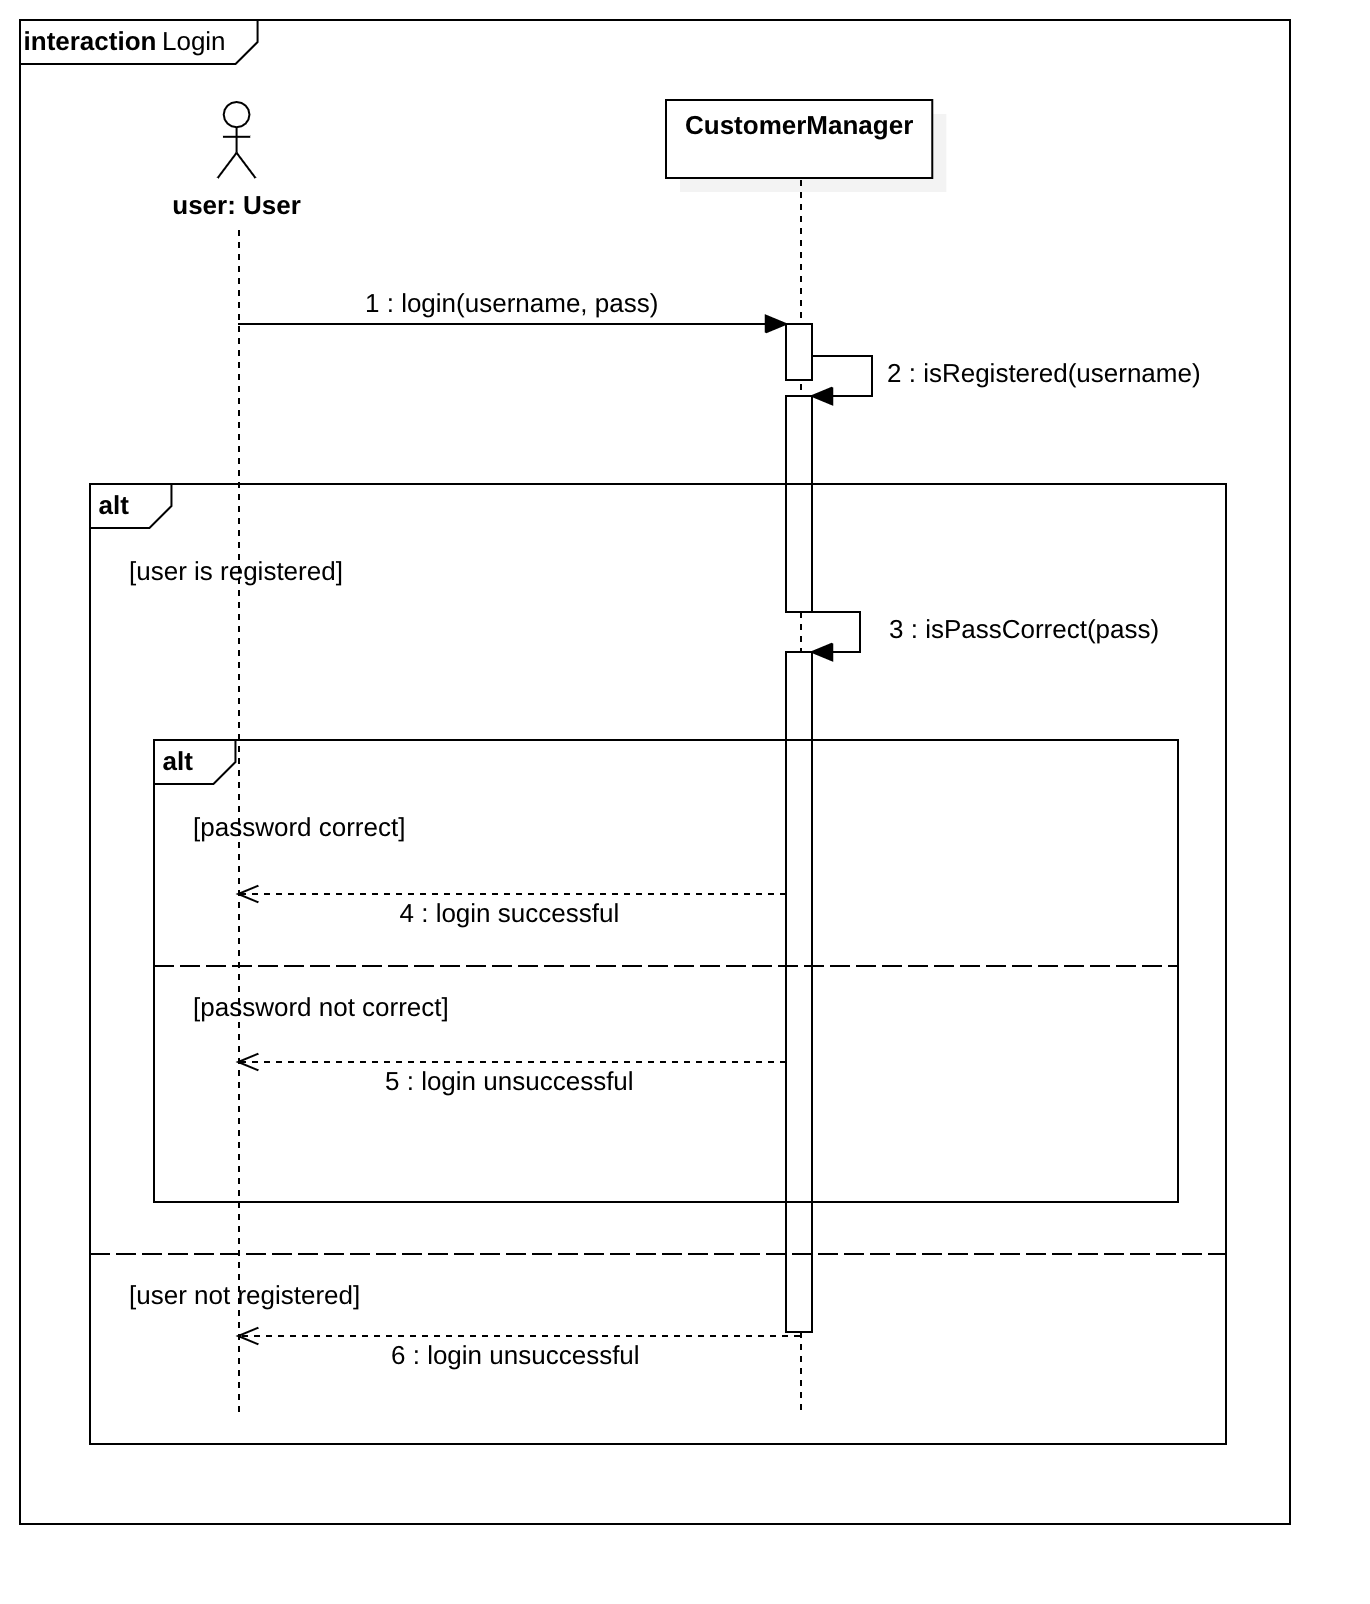 interaction Login
CustomerManager
user: User
1 : login(username, pass)
2 : isRegistered(username)
alt
[user is registered]
3 : isPassCorrect(pass)
alt
[password correct]
4 : login successful
[password not correct]
5 : login unsuccessful
[user not registered]
6 : login unsuccessful